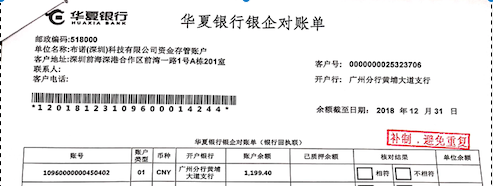 华夏银行
HUAXIA BANK
华夏银行银企对账单
邮政编码:518000
单位名称:布诺(深圳)科技有限公司资金存管账户
客户地址:深圳前海深港合作区前湾一路1号A栋201室
联系人:
客户电话:
客户号: 0000000025323706
开户行: 广州分行黄埔大道支行
*12018123109600014244*
余额截至日期: 2018 年 12 月 31 日
补制,避免重复
华夏银行银企对账单(银行回执联)
账号 账户类型 币种 开户银行 账户余额 已质押余额 核对结果
10960000000450402 01 CNY 广州分行黄埔大道支行 1,199.40 相符 不相符